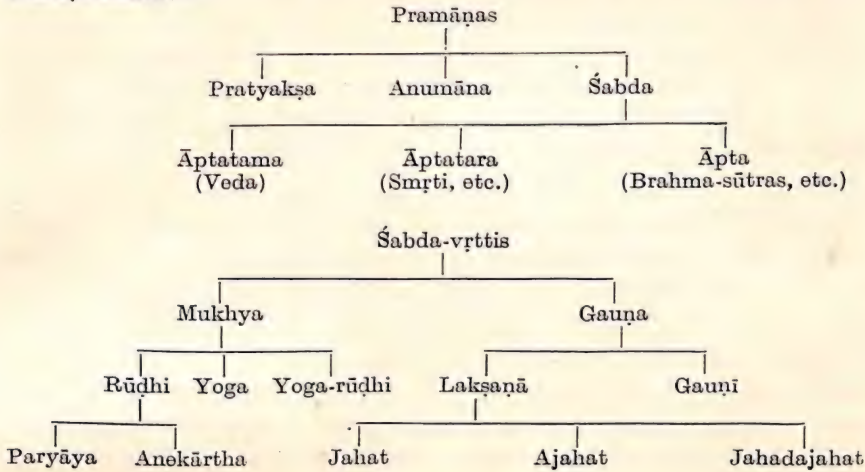 Pramāṇas
Pratyakṣa Anumāna Śabda
Āptatama Āptatara Āpta
(Veda) (Smṛti, etc.) (Brahma-sūtras, etc.)
Śabda-vṛttis
Mukhya Gauṇa
Rūḍhi Yoga Yoga-rūḍhi Lakṣaṇā Gauṇī
Paryāya Anekārtha Jahat Ajahat Jahadajahat